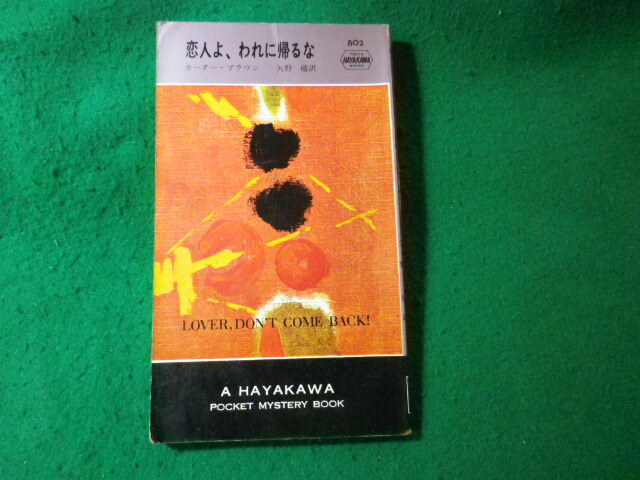 恋人よ、われに帰るな
802
カーター・ブラウン 矢野 徹訳
HAYAKAWA
LOVER, DON'T COME BACK!
A HAYAKAWA
POCKET MYSTERY BOOK